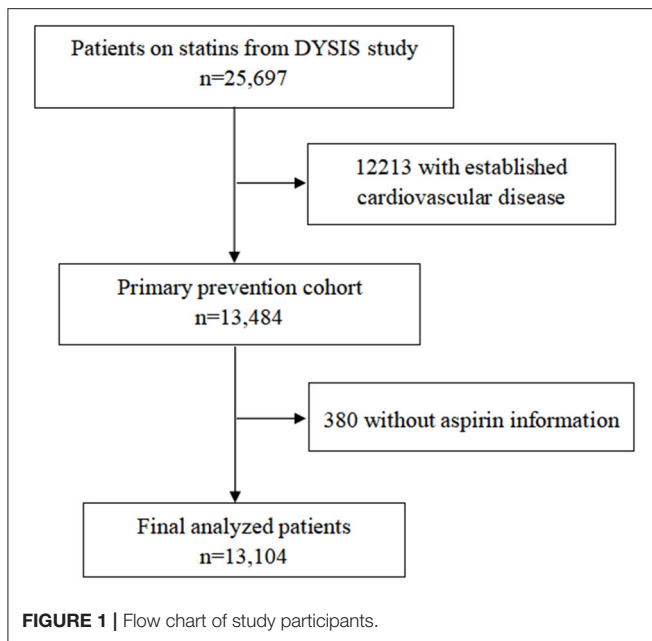 Patients on statins from DYSIS study
n=25,697
12213 with established
cardiovascular disease
Primary prevention cohort
n=13,484
380 without aspirin information
Final analyzed patients
n=13,104
FIGURE 1 | Flow chart of study participants.